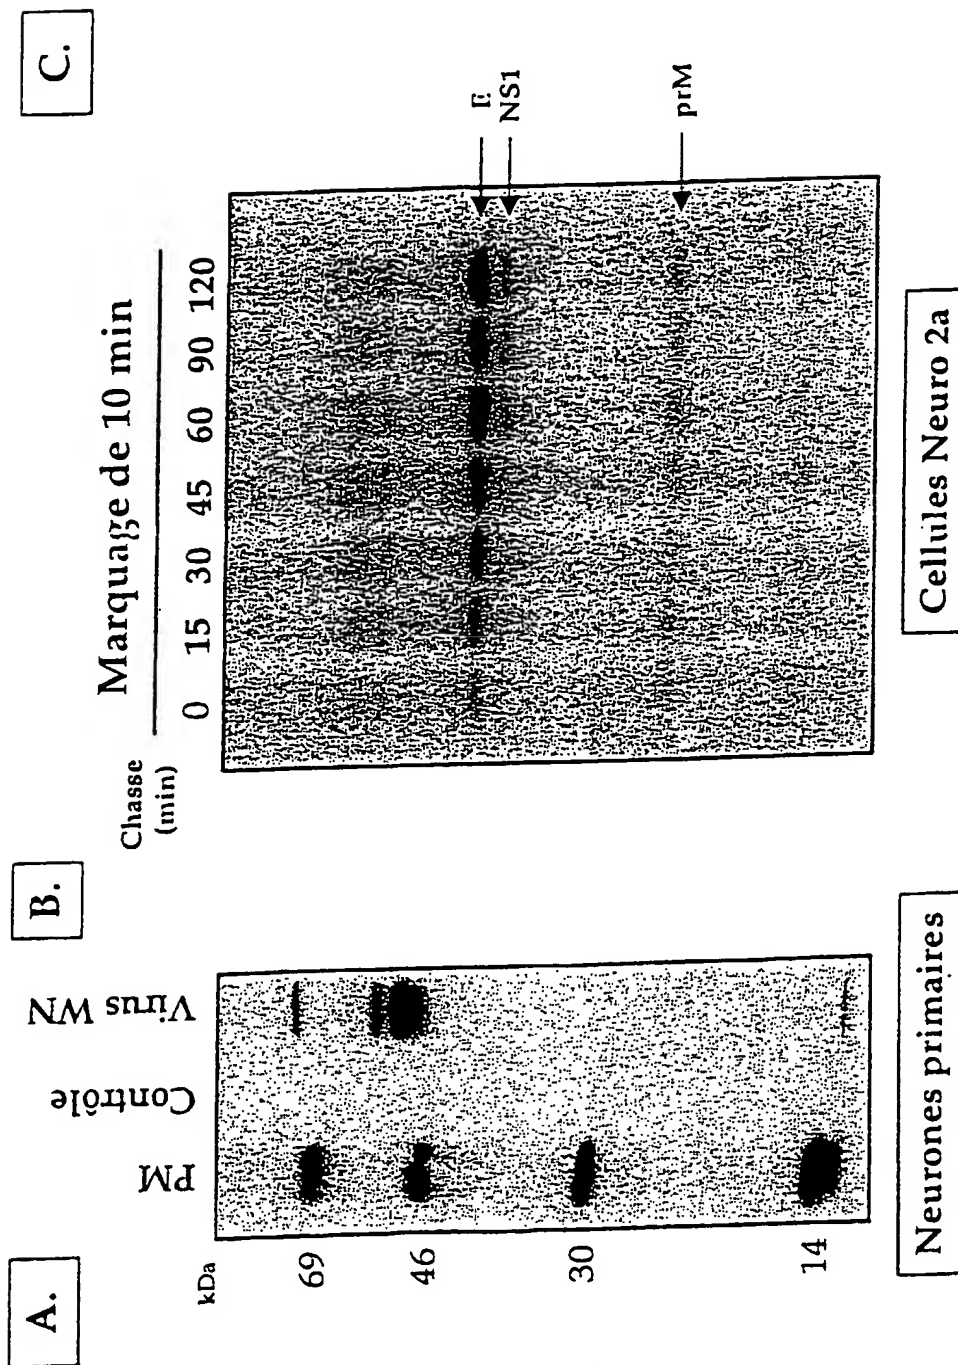 A.
B.
C.
kDa
69
46
30
14
PM
Contrôle
Virus WN
Neurones primaires
Marquage de 10 min
Chasse
(min)
0 15 30 45 60 90 120
E
NS1
prM
Cellules Neuro 2a